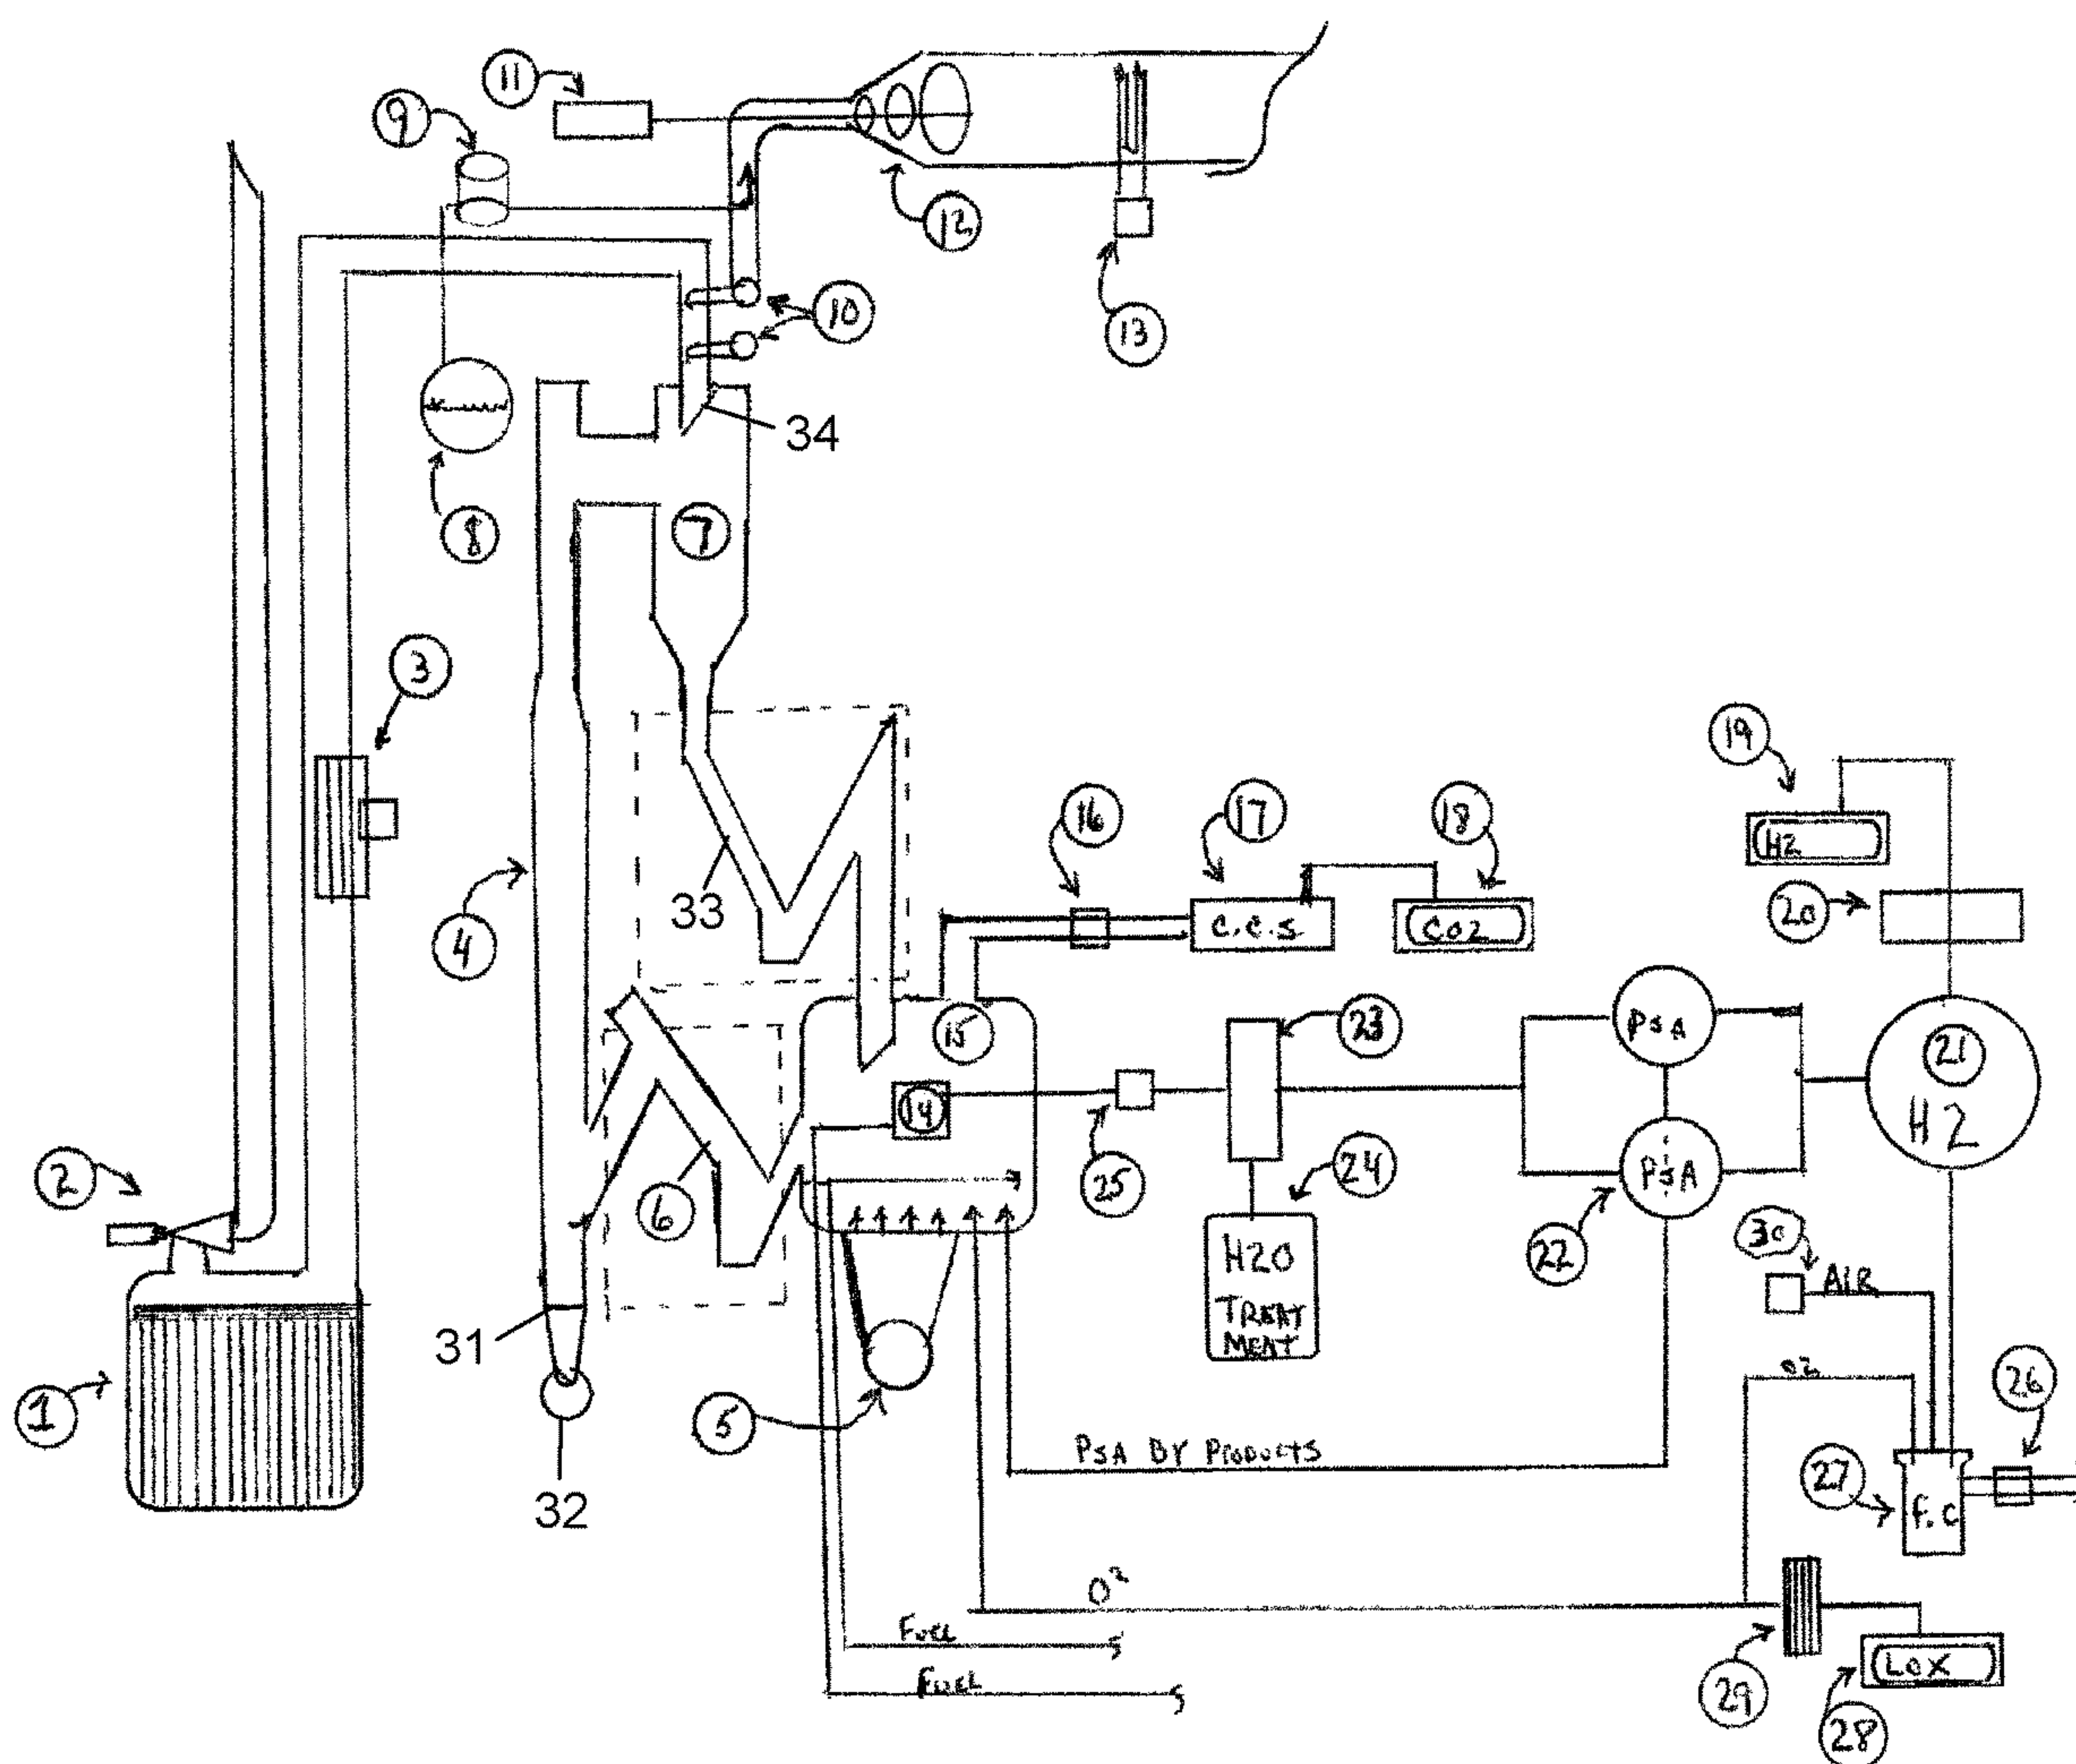 11
9
12
10
13
34
8
7
3
19
16
17
18
H2
33
C.C.S
CO2
20
4
15
23
PSA
21
H2
14
2
25
24
PSA
6
22
H2O
TREAT
MENT
30
AIR
31
O2
26
1
5
PSA BY PRODUCTS
27
F.C
32
O2
FUEL
LOX
FUEL
29
28